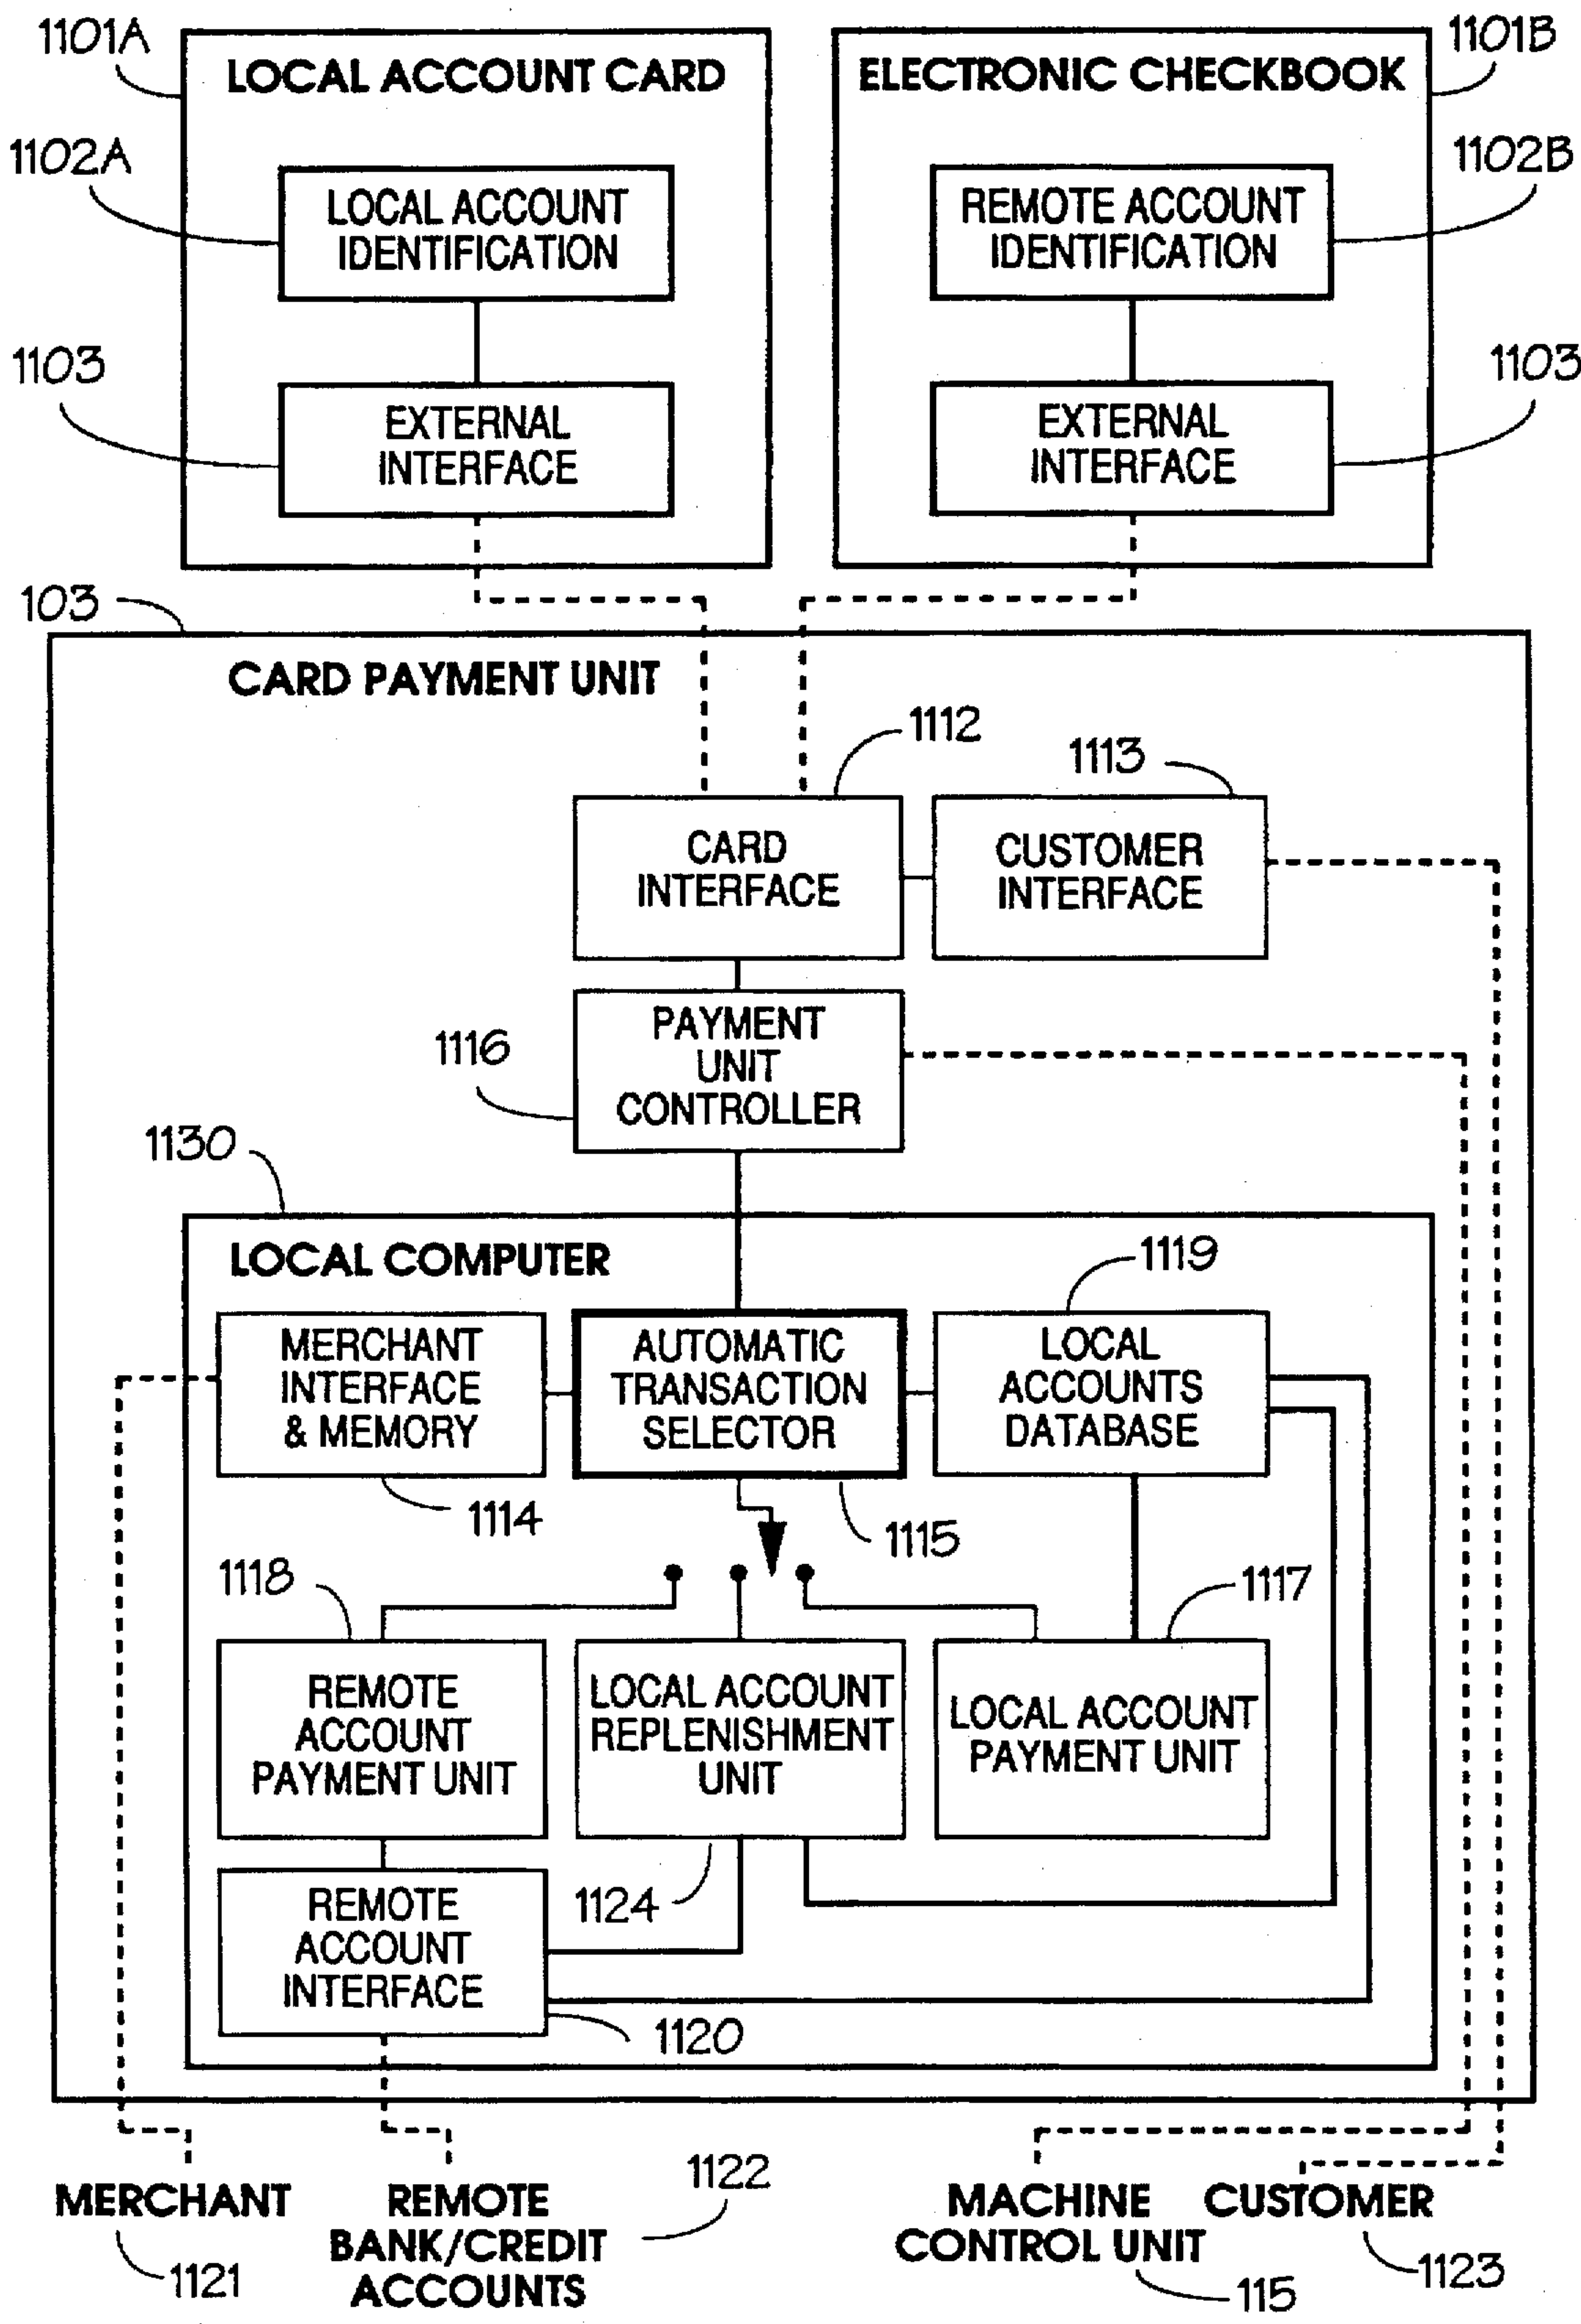 1101A
LOCAL ACCOUNT CARD
ELECTRONIC CHECKBOOK
1101B
1102A
LOCAL ACCOUNT
IDENTIFICATION
REMOTE ACCOUNT
IDENTIFICATION
1102B
1103
EXTERNAL
INTERFACE
EXTERNAL
INTERFACE
1103
103
CARD PAYMENT UNIT
1112
1113
CARD
INTERFACE
CUSTOMER
INTERFACE
1116
PAYMENT
UNIT
CONTROLLER
1130
LOCAL COMPUTER
1119
MERCHANT
INTERFACE
& MEMORY
AUTOMATIC
TRANSACTION
SELECTOR
LOCAL
ACCOUNTS
DATABASE
1114
1115
1118
1117
REMOTE
ACCOUNT
PAYMENT UNIT
LOCAL ACCOUNT
REPLENISHMENT
UNIT
LOCAL ACCOUNT
PAYMENT UNIT
1124
REMOTE
ACCOUNT
INTERFACE
1120
MERCHANT
1121
REMOTE
BANK/CREDIT
ACCOUNTS
1122
MACHINE
CONTROL UNIT
115
CUSTOMER
1123